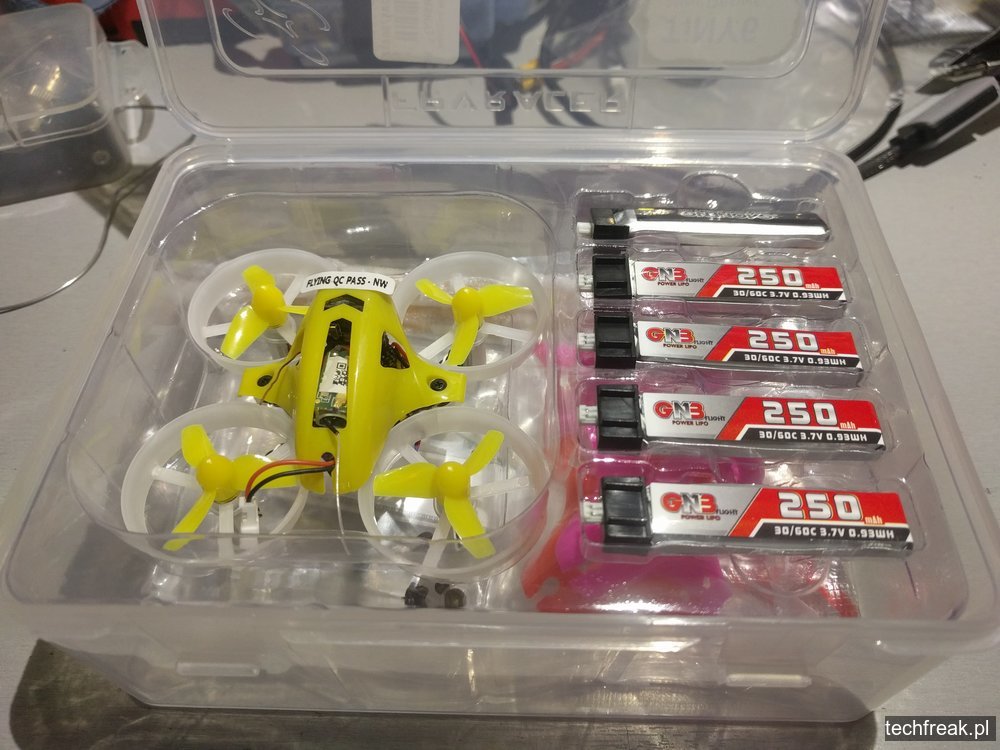 TINY6
FPVRACER
FLYING QC PASS - NW
GNB FLIGHT
POWER LIPO
250 mAh
30/60C 3.7V 0.93WH
GNB FLIGHT
POWER LIPO
250 mAh
30/60C 3.7V 0.93WH
GNB FLIGHT
POWER LIPO
250 mAh
30/60C 3.7V 0.93WH
GNB FLIGHT
POWER LIPO
250 mAh
30/60C 3.7V 0.93WH
techfreak.pl